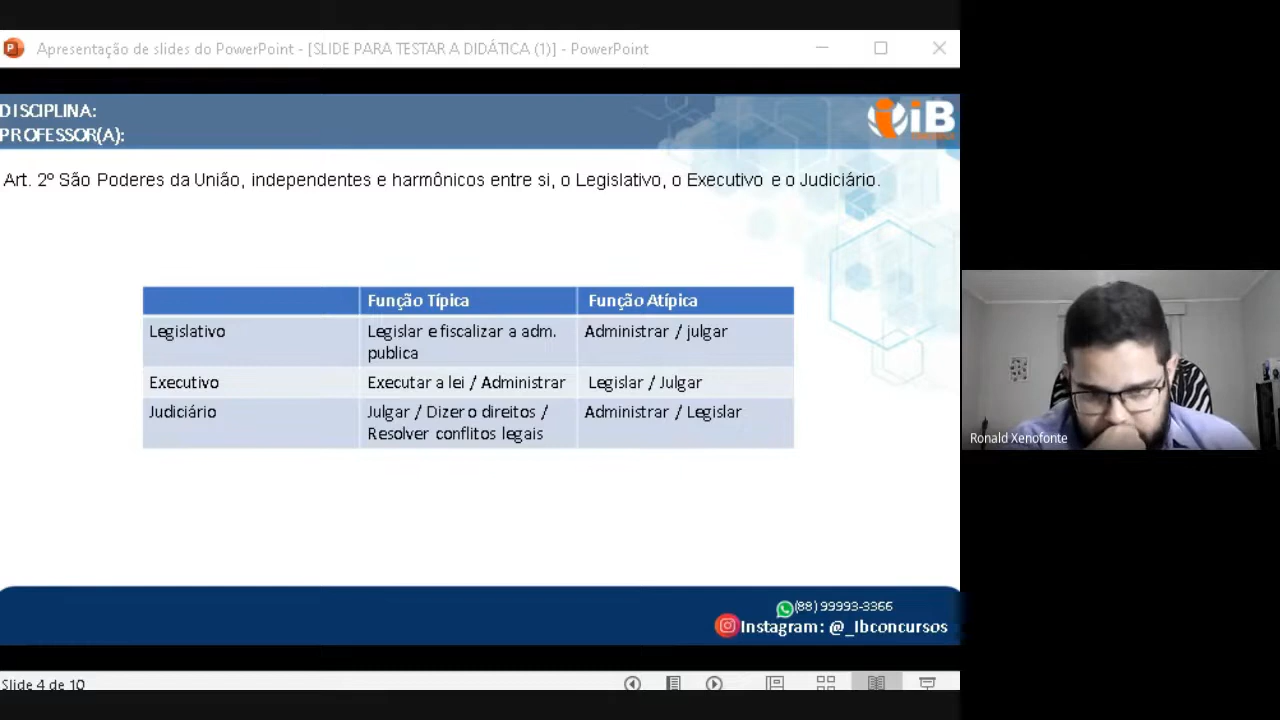 Apresentação de slides do PowerPoint - [SLIDE PARA TESTAR A DIDÁTICA (1)] - PowerPoint
DISCIPLINA:
PROFESSOR(A):
iB
Art. 2º São Poderes da União, independentes e harmônicos entre si, o Legislativo, o Executivo e o Judiciário.
Função Típica Função Atípica
Legislativo Legislar e fiscalizar a adm. publica Administrar / julgar
Executivo Executar a lei / Administrar Legislar / Julgar
Judiciário Julgar / Dizer o direitos / Resolver conflitos legais Administrar / Legislar
Ronald Xenofonte
(88) 99993-3366
Instagram: @_Ibconcursos
Slide 4 de 10